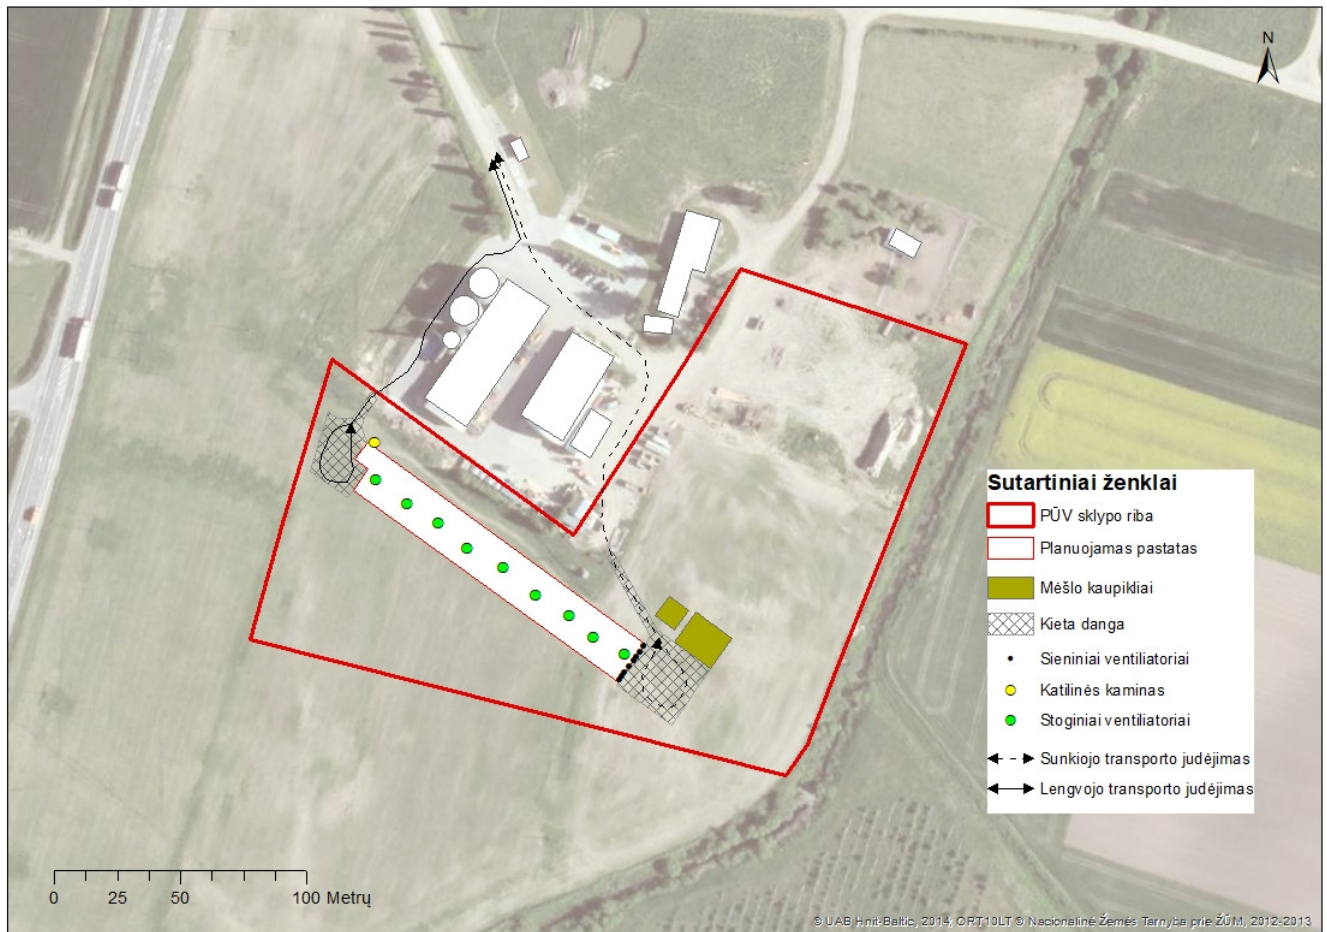 N
Sutartiniai ženklai
PŪV sklypo riba
Planuojamas pastatas
Mėšlo kaupikliai
Kieta danga
Sieniniai ventiliatoriai
Katilinės kaminas
Stoginiai ventiliatoriai
Sunkiojo transporto judėjimas
Lengvojo transporto judėjimas
0 25 50 100 Metrų
© UAB Hnit-Baltic, 2014; ORT10LT © Nacionalinė Žemės Tarnyba prie ŽŪM, 2012-2013